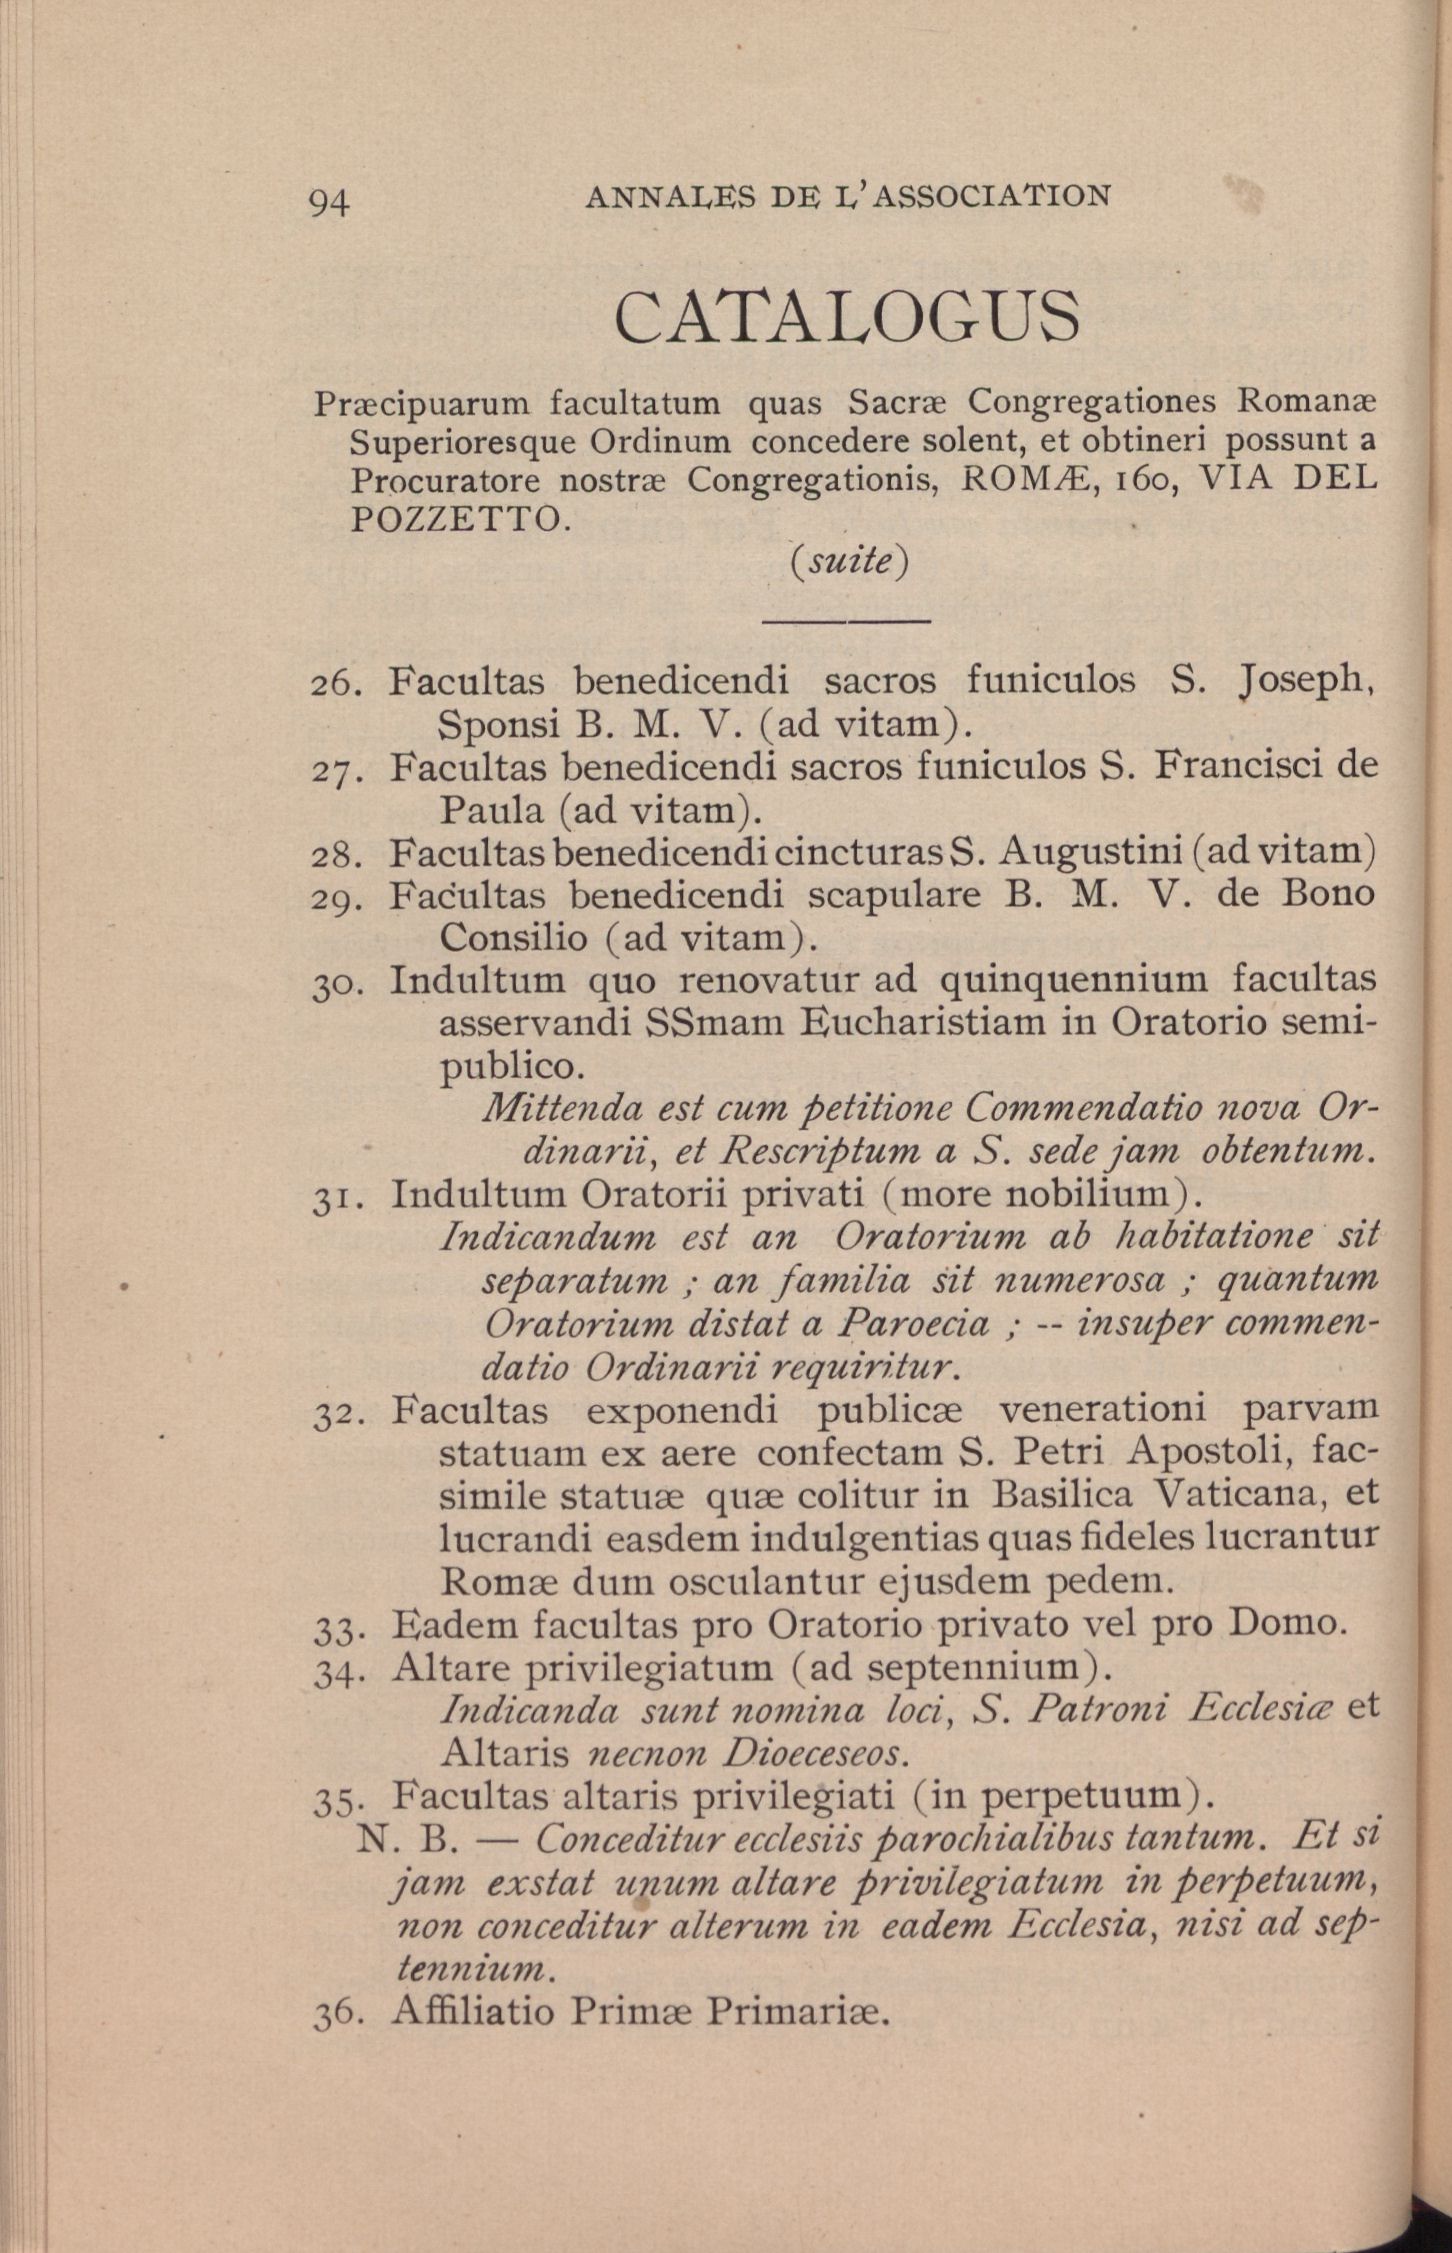 94 ANNALES DE L'ASSOCIATION
CATALOGUS
Præcipuarum facultatum quas Sacræ Congregationes Romanæ
Superioresque Ordinum concedere solent, et obtineri possunt a
Procuratore nostræ Congregationis, ROMÆ, 160, VIA DEL
POZZETTO.
(suite)
26. Facultas benedicendi sacros funiculos S. Joseph,
Sponsi B. M. V. (ad vitam).
27. Facultas benedicendi sacros funiculos S. Francisci de
Paula (ad vitam).
28. Facultas benedicendi cincturas S. Augustini (ad vitam)
29. Facultas benedicendi scapulare B. M. V. de Bono
Consilio (ad vitam).
30. Indultum quo renovatur ad quinquennium facultas
asservandi SSmam Eucharistiam in Oratorio semi-
publico.
Mittenda est cum petitione Commendatio nova Or-
dinarii, et Rescriptum a S. sede jam obtentum.
31. Indultum Oratorii privati (more nobilium).
Indicandum est an Oratorium ab habitatione sit
separatum ; an familia sit numerosa ; quantum
Oratorium distat a Paroecia ; -- insuper commen-
datio Ordinarii requiritur.
32. Facultas exponendi publicæ venerationi parvam
statuam ex aere confectam S. Petri Apostoli, fac-
simile statuæ quæ colitur in Basilica Vaticana, et
lucrandi easdem indulgentias quas fideles lucrantur
Romæ dum osculantur ejusdem pedem.
33. Eadem facultas pro Oratorio privato vel pro Domo.
34. Altare privilegiatum (ad septennium).
Indicanda sunt nomina loci, S. Patroni Ecclesiæ et
Altaris necnon Dioeceseos.
35. Facultas altaris privilegiati (in perpetuum).
N. B. — Conceditur ecclesiis parochialibus tantum. Et si
jam exstat unum altare privilegiatum in perpetuum,
non conceditur alterum in eadem Ecclesia, nisi ad sep-
tennium.
36. Affiliatio Primæ Primariæ.